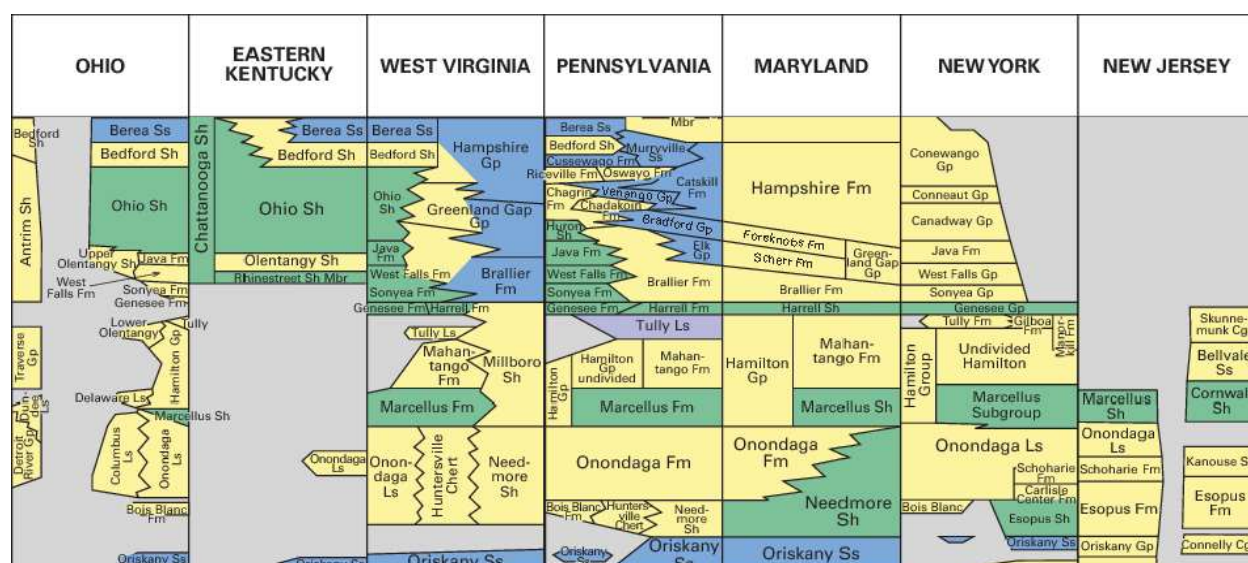 OHIO
EASTERN
KENTUCKY
WEST VIRGINIA
PENNSYLVANIA
MARYLAND
NEW YORK
NEW JERSEY
Bedford
Sh
Antrim Sh
Traverse
Gp
Dun-
dee
Ls
Detroit
River Gp
Berea Ss
Bedford Sh
Ohio Sh
Upper
Olentangy Sh
Java Fm
West
Falls Fm
Sonyea Fm
Genesee Fm
Lower
Olentangy
Tully
Hamilton Gp
Delaware Ls
Marcellus Sh
Columbus
Ls
Onondaga
Ls
Bois Blanc
Fm
Oriskany Ss
Chattanooga Sh
Berea Ss
Bedford Sh
Ohio Sh
Olentangy Sh
Rhinestreet Sh Mbr
Onondaga
Ls
Oriskany Ss
Berea Ss
Bedford Sh
Hampshire
Gp
Ohio
Sh
Greenland Gap
Gp
Java
Fm
West Falls Fm
Sonyea Fm
Brallier
Fm
Genesee Fm
Harrell Fm
Tully Ls
Mahan-
tango Fm
Millboro
Sh
Marcellus Fm
Onon-
daga
Ls
Huntersville
Chert
Need-
more
Sh
Oriskany Ss
Mbr
Berea Ss
Bedford Sh
Cussewago Fm
Riceville Fm
Oswayo Fm
Murryville
Ss
Catskill
Fm
Chagrin
Fm
Venango Gp
Chadakoin
Fm
Bradford Gp
Huron
Sh
Java Fm
Elk
Gp
West Falls Fm
Sonyea Fm
Brallier Fm
Genesee Fm
Harrell Fm
Tully Ls
Hamilton
Gp
Hamilton
Gp
undivided
Mahan-
tango Fm
Marcellus Fm
Onondaga Fm
Bois Blanc
Fm
Hunters-
ville
Chert
Need-
more
Sh
Oriskany
Ss
Oriskany
Ss
Hampshire Fm
Foreknobs Fm
Scherr Fm
Green-
land Gap
Gp
Brallier Fm
Harrell Sh
Hamilton
Gp
Mahan-
tango Fm
Marcellus Sh
Onondaga
Fm
Needmore
Sh
Oriskany Ss
Conewango
Gp
Conneaut Gp
Canadway Gp
Java Fm
West Falls Gp
Sonyea Gp
Genesee Gp
Tully Fm
Gilboa
Fm
Manor-
kill Fm
Hamilton
Group
Undivided
Hamilton
Marcellus
Subgroup
Onondaga Ls
Schoharie
Fm
Carlisle
Center Fm
Bois Blanc
Esopus Sh
Oriskany Ss
Marcellus
Sh
Onondaga
Ls
Schoharie Fm
Esopus Fm
Oriskany Gp
Skunne-
munk Cg
Bellvale
Ss
Cornwall
Sh
Kanouse S
Esopus
Fm
Connelly Cg